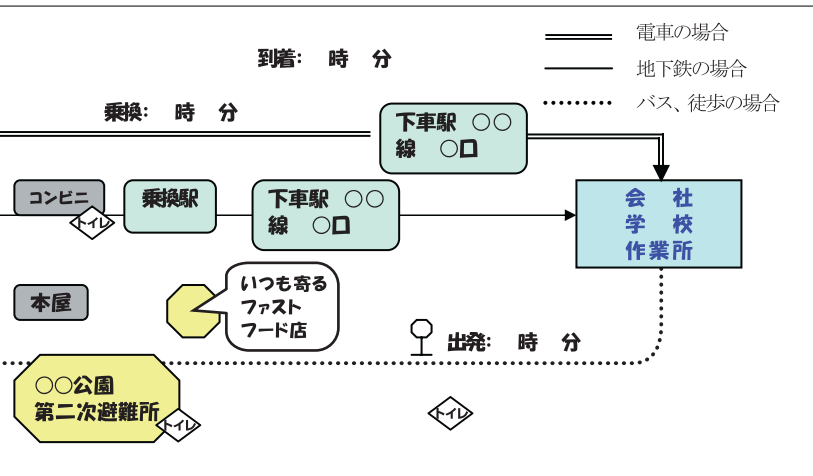 電車の場合
到着:　時　分
地下鉄の場合
乗換:　時　分
バス、徒歩の場合
下車駅　○○
線　○口
コンビニ
トイレ
乗換駅
下車駅　○○
線　○口
会　社
学　校
作業所
本屋
いつも寄る
ファスト
フード店
出発:　時　分
○○公園
第二次避難所
トイレ
トイレ